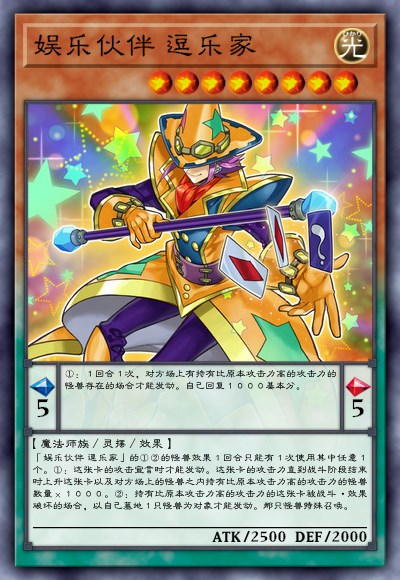 娱乐伙伴 逗乐家
光
①：1回合1次，对方场上有持有比原本攻击力高的攻击力的
怪兽存在的场合才能发动。自己回复1000基本分。
5
5
【魔法师族／灵摆／效果】
「娱乐伙伴 逗乐家」的①②的怪兽效果1回合只能有1次使用其中任意1
个。①：这张卡的攻击宣言时才能发动。这张卡的攻击力直到战斗阶段结束
时上升这张卡以及对方场上的怪兽之内持有比原本攻击力高的攻击力的怪兽
数量x1000。②：持有比原本攻击力高的攻击力的这张卡被战斗·效果
破坏的场合，以自己墓地1只怪兽为对象才能发动。那只怪兽特殊召唤。
ATK/2500 DEF/2000